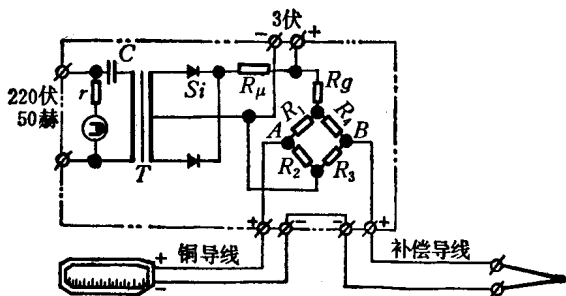 3伏
− +
C
220伏
50赫
r
Si
Rμ
Rg
R₁
R₄
A
B
R₂
R₃
T
+ − − +
铜导线
补偿导线
+
−